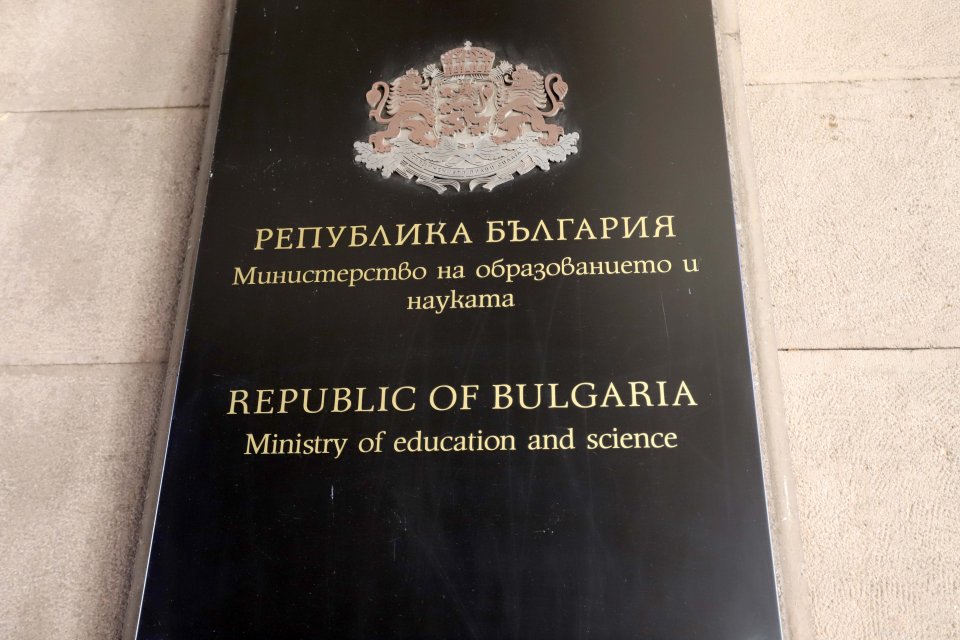 РЕПУБЛИКА БЪЛГАРИЯ
Министерство на образованието и
науката
REPUBLIC OF BULGARIA
Ministry of education and science